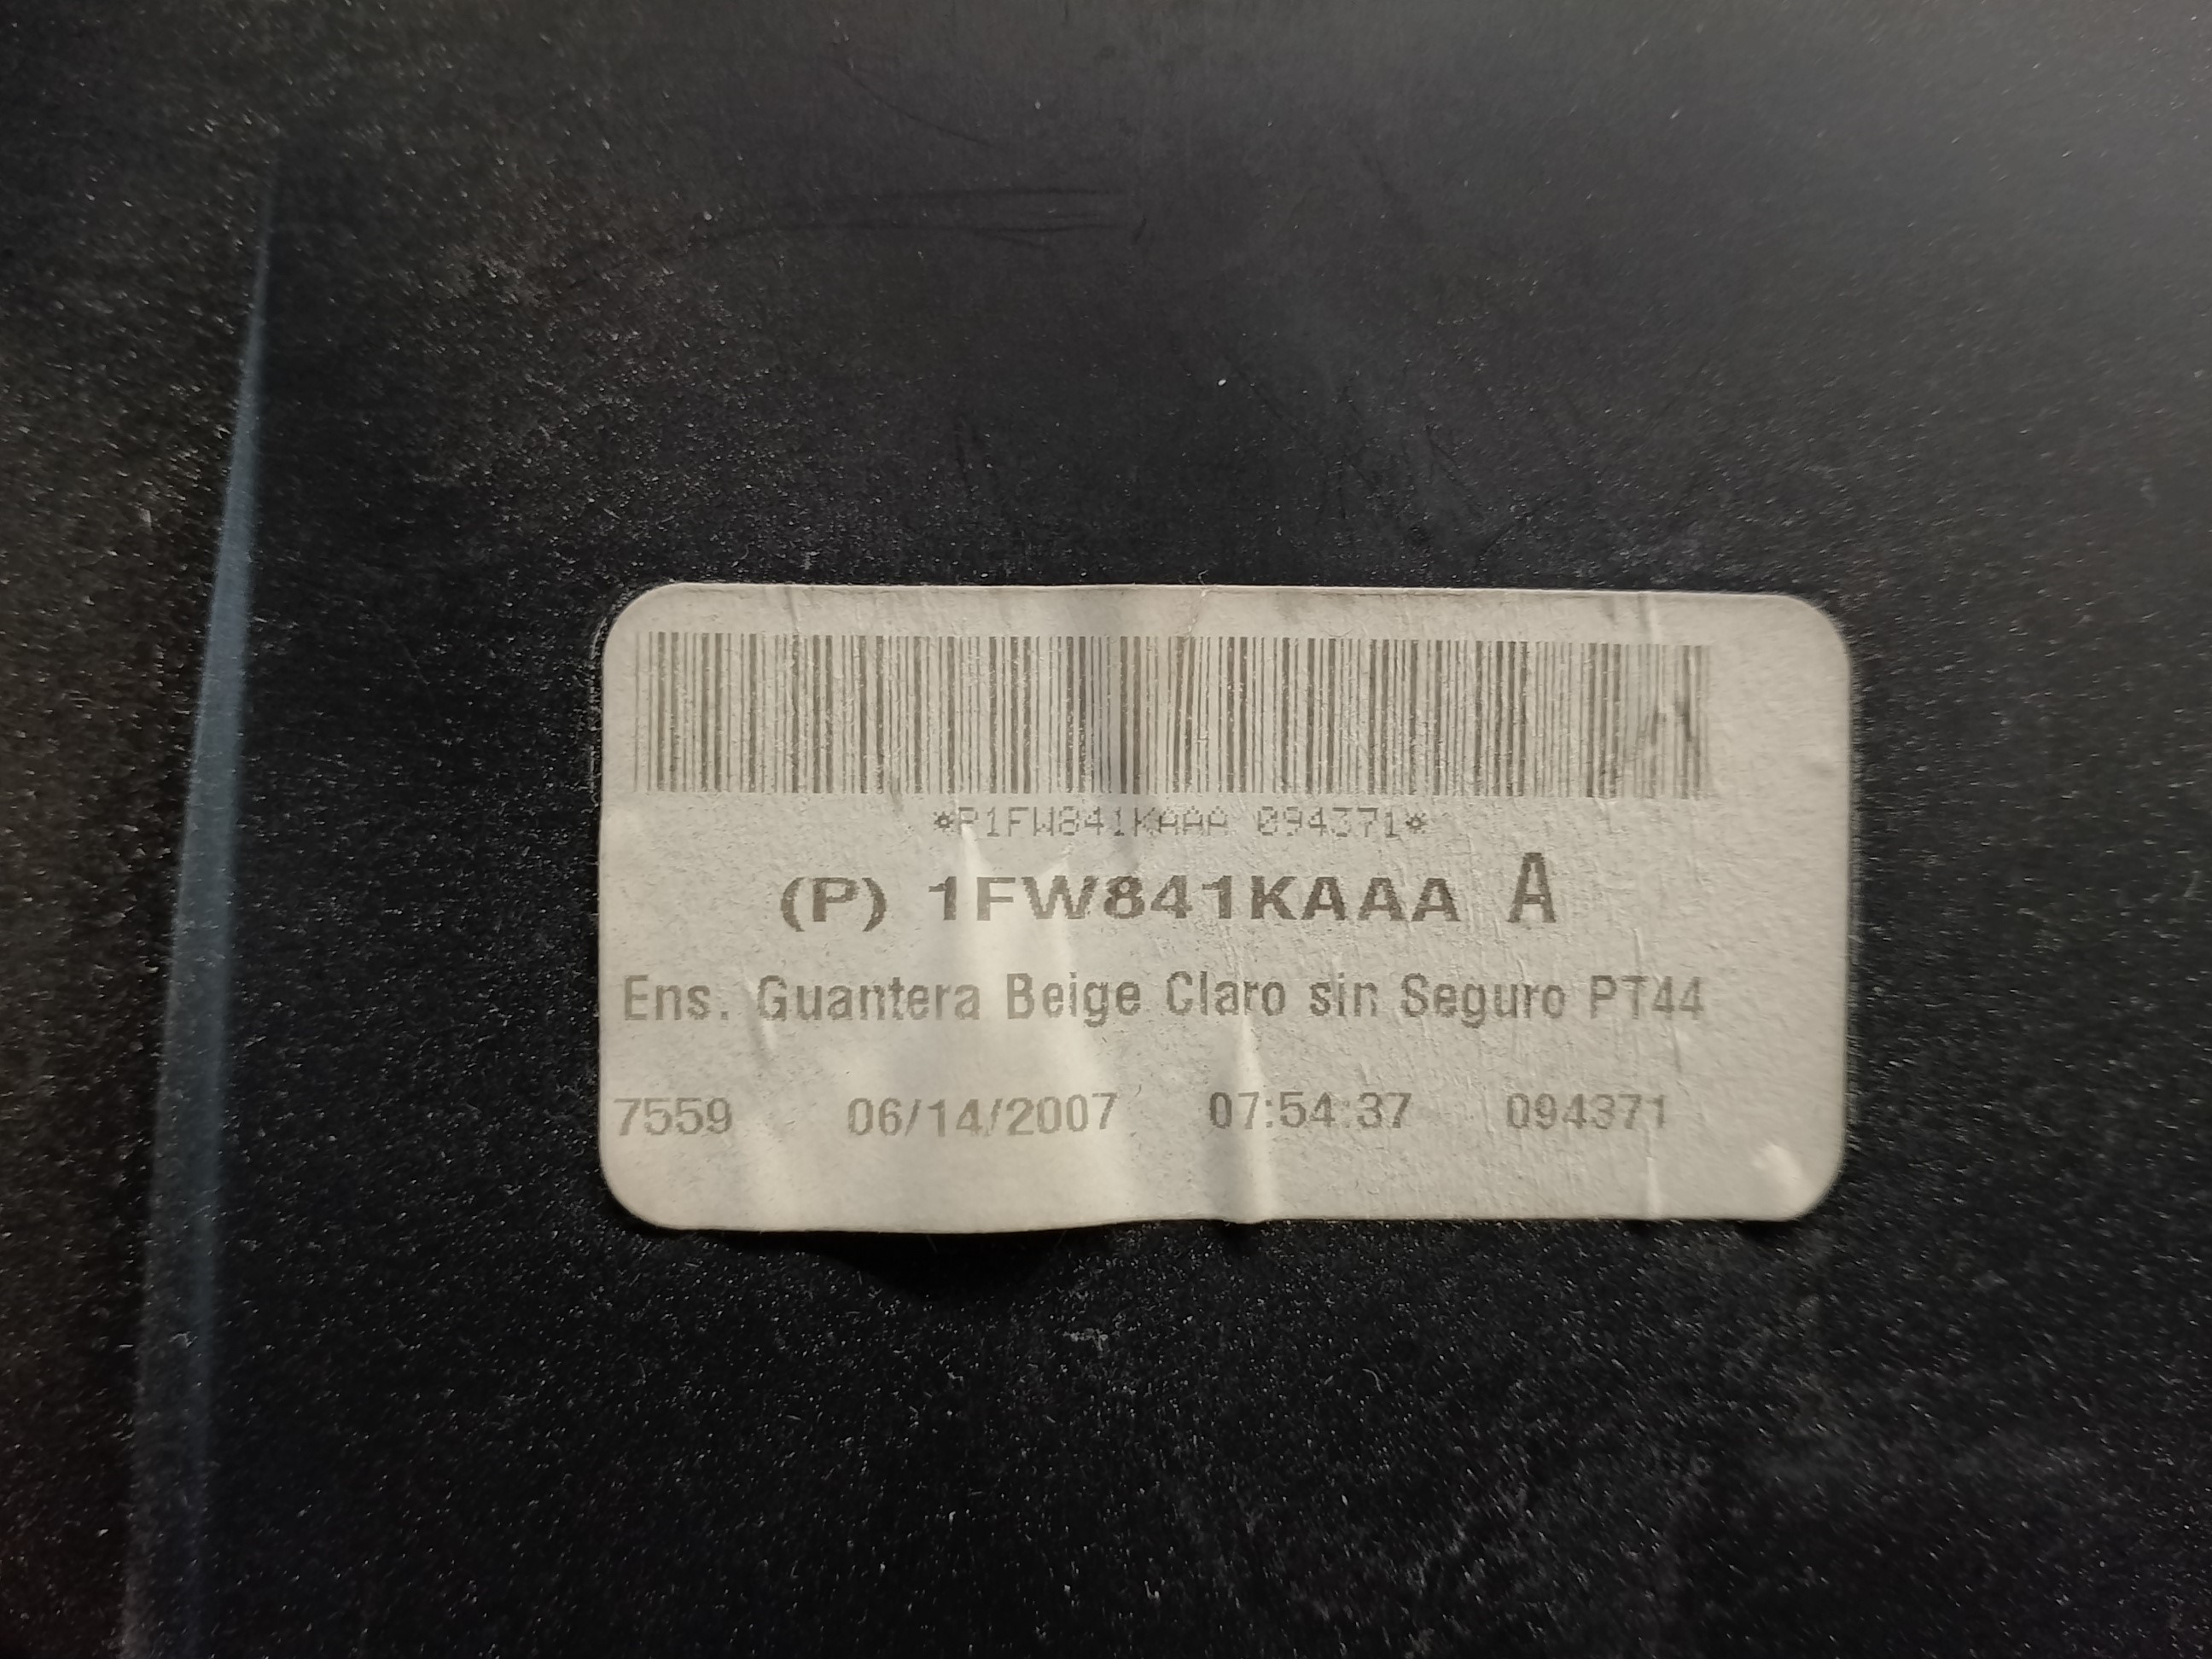 *P1FW841KAAA 094371*
(P) 1FW841KAAA A
Ens. Guantera Beige Claro sin Seguro PT44
7559 06/14/2007 07:54:37 094371